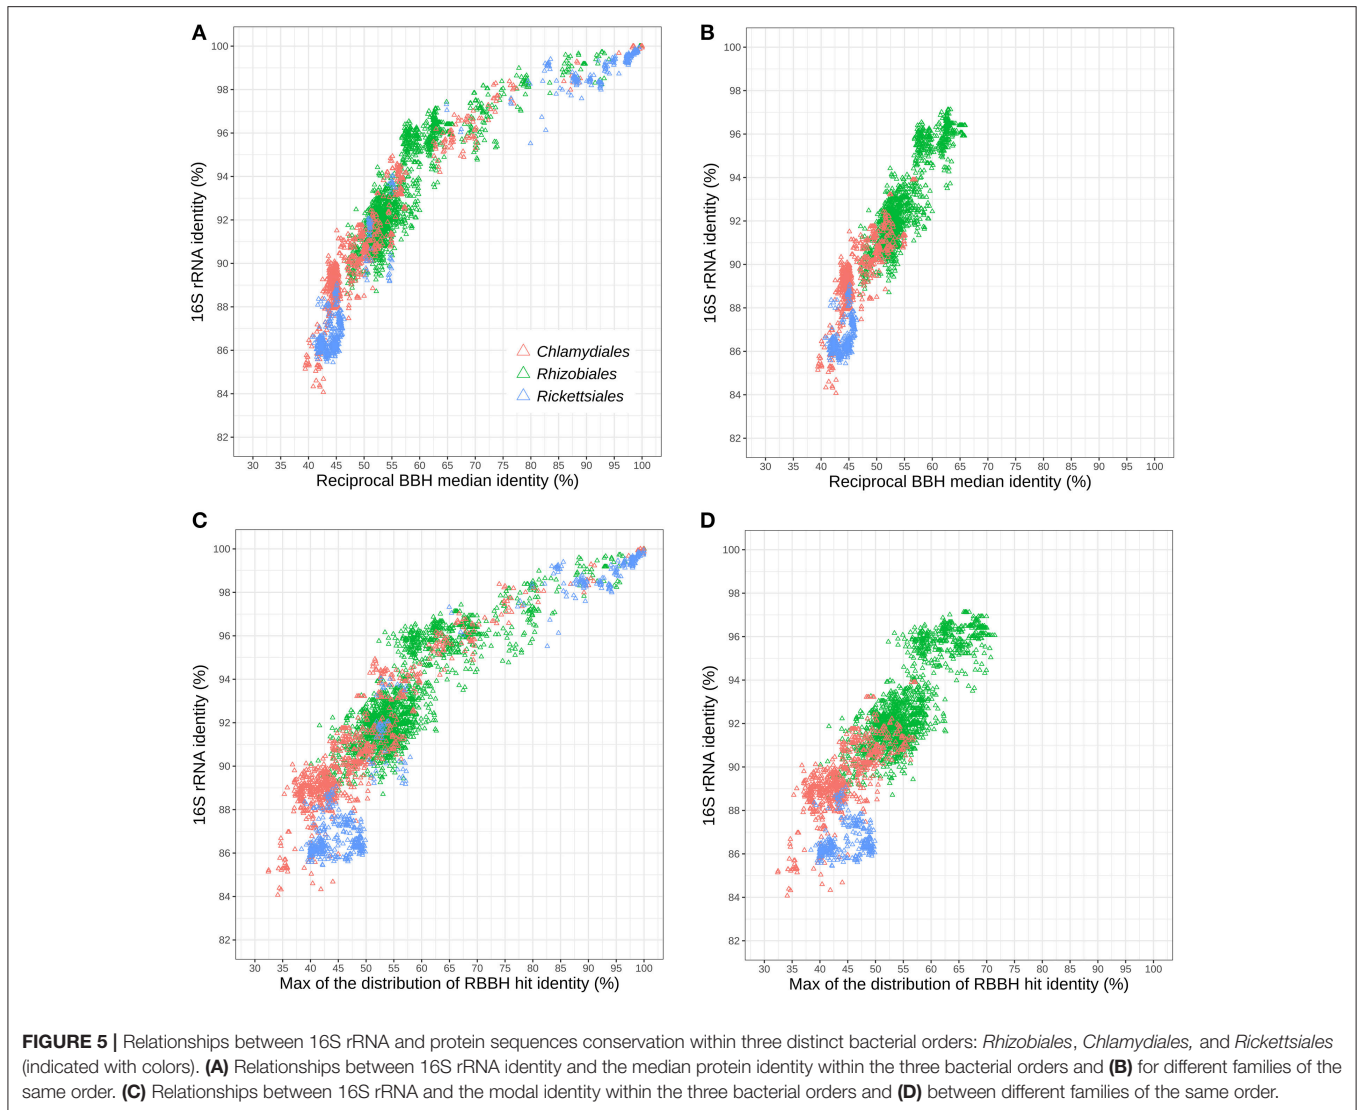 A
100
98
96
94
92
90
88
86
84
82
16S rRNA identity (%)
Chlamydiales
Rhizobiales
Rickettsiales
30 35 40 45 50 55 60 65 70 75 80 85 90 95 100
Reciprocal BBH median identity (%)
B
100
98
96
94
92
90
88
86
84
82
16S rRNA identity (%)
30 35 40 45 50 55 60 65 70 75 80 85 90 95 100
Reciprocal BBH median identity (%)
C
100
98
96
94
92
90
88
86
84
82
16S rRNA identity (%)
30 35 40 45 50 55 60 65 70 75 80 85 90 95 100
Max of the distribution of RBBH hit identity (%)
D
100
98
96
94
92
90
88
86
84
82
16S rRNA identity (%)
30 35 40 45 50 55 60 65 70 75 80 85 90 95 100
Max of the distribution of RBBH hit identity (%)
FIGURE 5 | Relationships between 16S rRNA and protein sequences conservation within three distinct bacterial orders: Rhizobiales, Chlamydiales, and Rickettsiales
(indicated with colors). (A) Relationships between 16S rRNA identity and the median protein identity within the three bacterial orders and (B) for different families of the
same order. (C) Relationships between 16S rRNA and the modal identity within the three bacterial orders and (D) between different families of the same order.